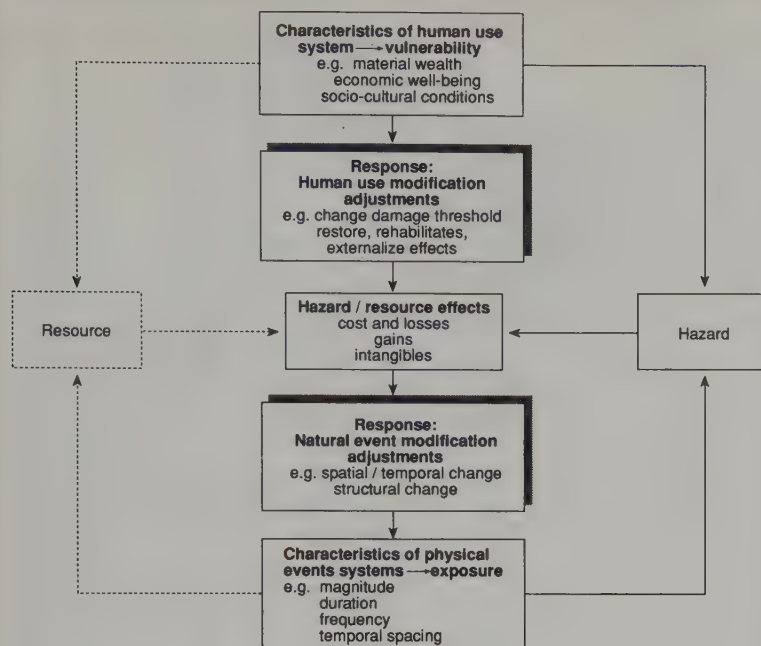 Characteristics of human use
system → vulnerability
e.g. material wealth
economic well-being
socio-cultural conditions
Response:
Human use modification
adjustments
e.g. change damage threshold
restore, rehabilitates,
externalize effects
Resource
Hazard / resource effects
cost and losses
gains
intangibles
Hazard
Response:
Natural event modification
adjustments
e.g. spatial / temporal change
structural change
Characteristics of physical
events systems → exposure
e.g. magnitude
duration
frequency
temporal spacing